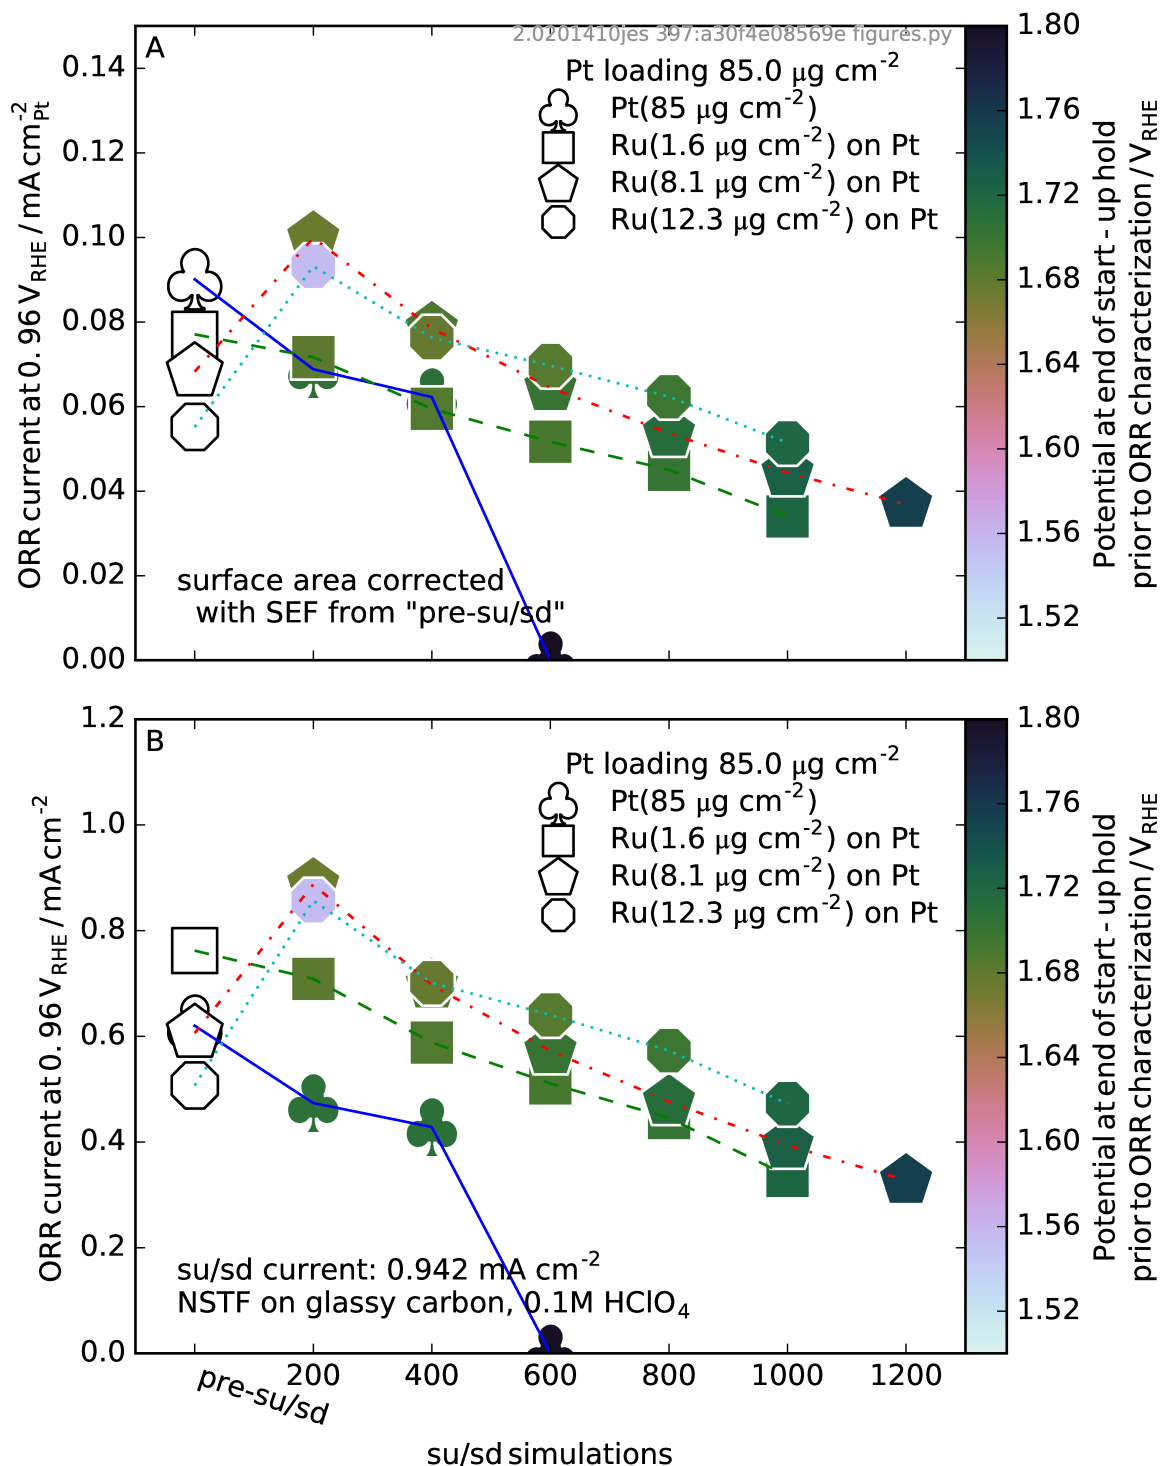 2.0201410jes 397:a30f4e08569e figures.py
A
Pt loading 85.0 μg cm⁻²
Pt(85 μg cm⁻²)
Ru(1.6 μg cm⁻²) on Pt
Ru(8.1 μg cm⁻²) on Pt
Ru(12.3 μg cm⁻²) on Pt
surface area corrected
with SEF from "pre-su/sd"
0.14
0.12
0.10
0.08
0.06
0.04
0.02
0.00
ORR current at 0.96 V_RHE / mA cm_Pt⁻²
1.80
1.76
1.72
1.68
1.64
1.60
1.56
1.52
Potential at end of start-up hold
prior to ORR characterization / V_RHE
B
Pt loading 85.0 μg cm⁻²
Pt(85 μg cm⁻²)
Ru(1.6 μg cm⁻²) on Pt
Ru(8.1 μg cm⁻²) on Pt
Ru(12.3 μg cm⁻²) on Pt
su/sd current: 0.942 mA cm⁻²
NSTF on glassy carbon, 0.1M HClO₄
1.2
1.0
0.8
0.6
0.4
0.2
0.0
ORR current at 0.96 V_RHE / mA cm⁻²
1.80
1.76
1.72
1.68
1.64
1.60
1.56
1.52
Potential at end of start-up hold
prior to ORR characterization / V_RHE
pre-su/sd 200 400 600 800 1000 1200
su/sd simulations